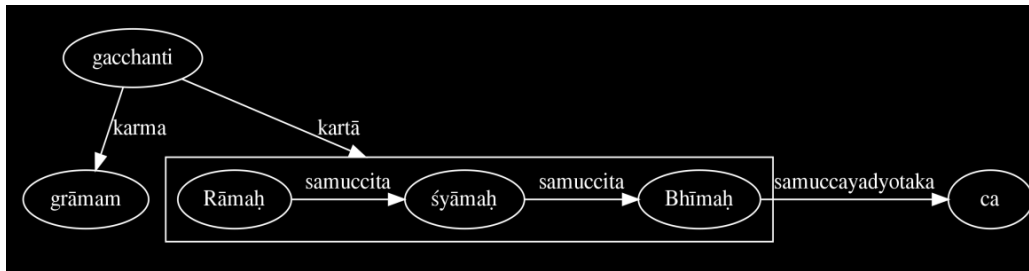 gacchanti
karma
kartā
grāmam
Rāmaḥ
samuccita
śyāmaḥ
samuccita
Bhīmaḥ
samuccayadyotaka
ca